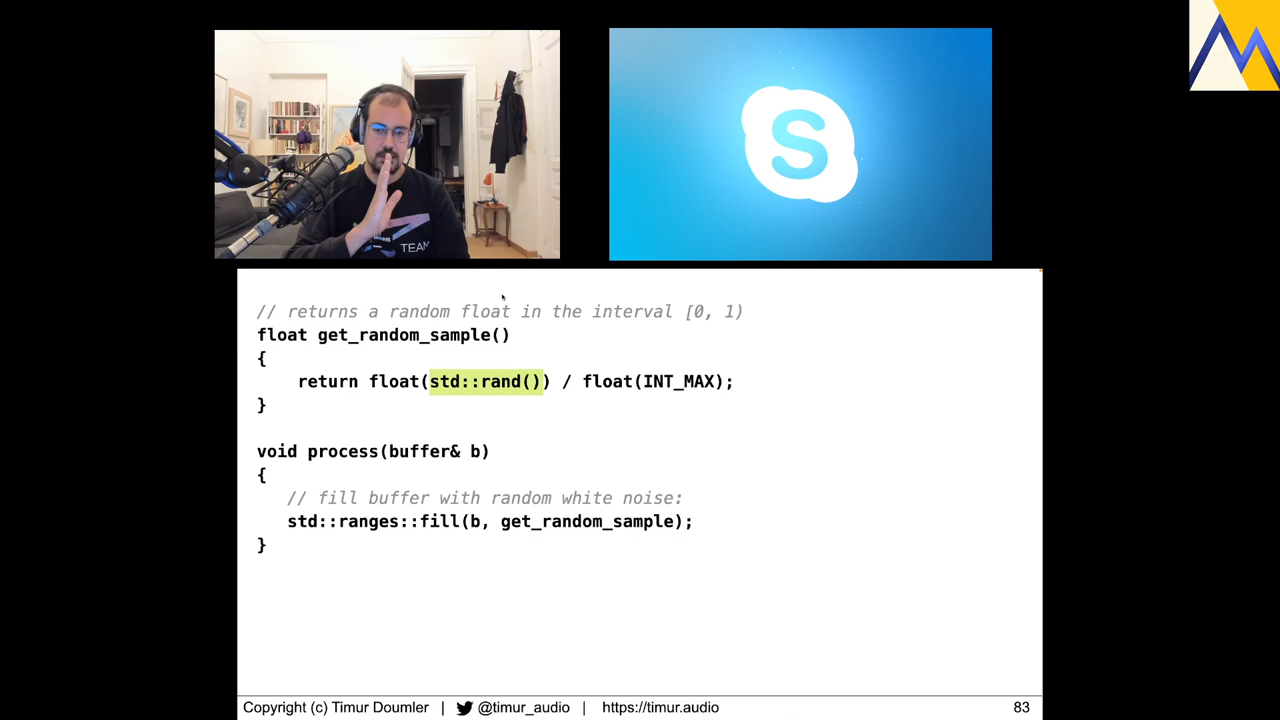 TEAM
S
// returns a random float in the interval [0, 1)
float get_random_sample()
{
return float(std::rand()) / float(INT_MAX);
}
void process(buffer& b)
{
// fill buffer with random white noise:
std::ranges::fill(b, get_random_sample);
}
Copyright (c) Timur Doumler | @timur_audio | https://timur.audio 83